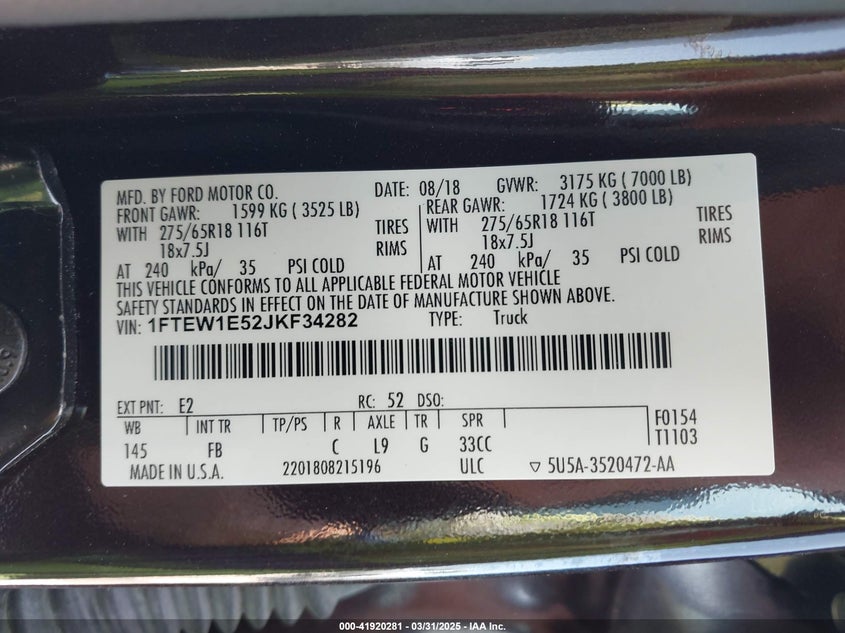 MFD. BY FORD MOTOR CO. DATE: 08/18 GVWR: 3175 KG ( 7000 LB)
FRONT GAWR: 1599 KG ( 3525 LB) REAR GAWR: 1724 KG ( 3800 LB)
WITH 275/65R18 116T TIRES WITH 275/65R18 116T TIRES
18x7.5J RIMS 18x7.5J RIMS
AT 240 kPa/ 35 PSI COLD AT 240 kPa/ 35 PSI COLD
THIS VEHICLE CONFORMS TO ALL APPLICABLE FEDERAL MOTOR VEHICLE
SAFETY STANDARDS IN EFFECT ON THE DATE OF MANUFACTURE SHOWN ABOVE.
VIN: 1FTEW1E52JKF34282 TYPE: Truck
EXT PNT: E2 RC: 52 DSO:
WB INT TR TP/PS R AXLE TR SPR F0154
145 FB C L9 G 33CC T1103
MADE IN U.S.A. 2201808215196 ULC ▽ 5U5A-3520472-AA
000-41920281 - 03/31/2025 - IAA Inc.